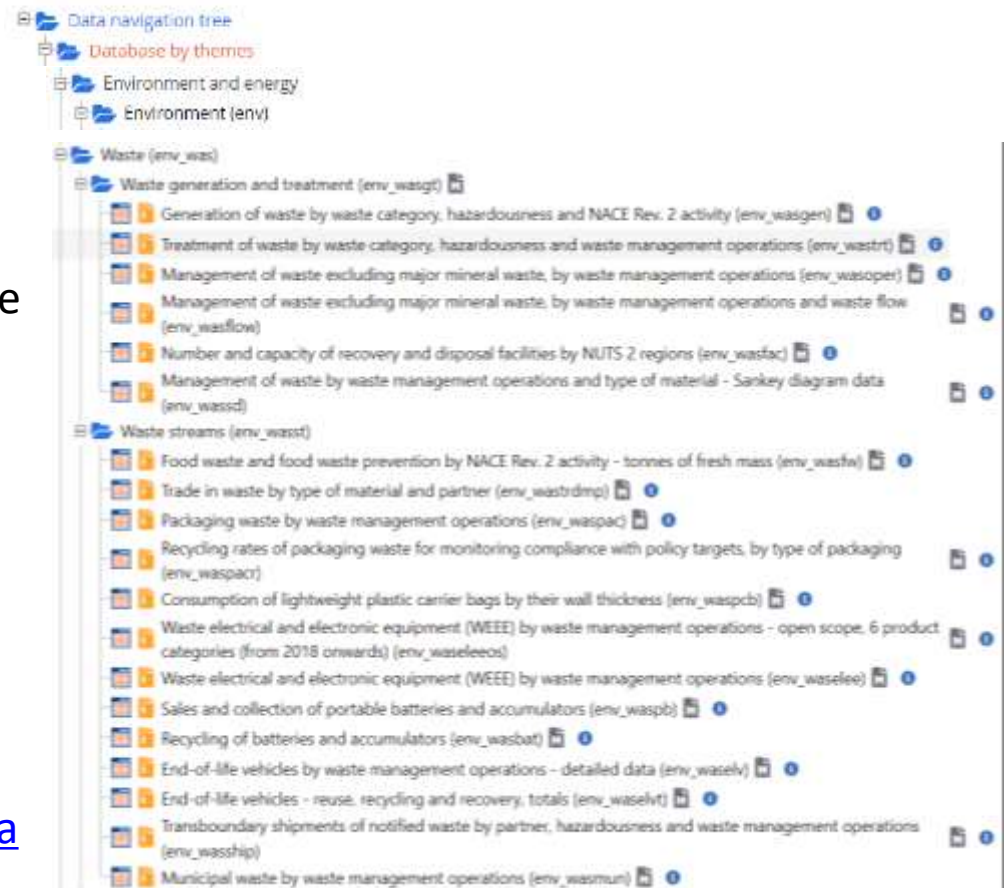 Data navigation tree
Database by themes
Environment and energy
Environment (env)
Waste (env_was)
Waste generation and treatment (env_wasgt)
Generation of waste by waste category, hazardousness and NACE Rev. 2 activity (env_wasgen)
Treatment of waste by waste category, hazardousness and waste management operations (env_wastrt)
Management of waste excluding major mineral waste, by waste management operations (env_wasoper)
e
Management of waste excluding major mineral waste, by waste management operations and waste flow
(env_wasflow)
Number and capacity of recovery and disposal facilities by NUTS 2 regions (env_wasfac)
Management of waste by waste management operations and type of material - Sankey diagram data
(env_wassd)
Waste streams (env_wasst)
Food waste and food waste prevention by NACE Rev. 2 activity - tonnes of fresh mass (env_wasfw)
Trade in waste by type of material and partner (env_wastrdmp)
Packaging waste by waste management operations (env_waspac)
Recycling rates of packaging waste for monitoring compliance with policy targets, by type of packaging
(env_waspacr)
Consumption of lightweight plastic carrier bags by their wall thickness (env_waspcb)
Waste electrical and electronic equipment (WEEE) by waste management operations - open scope, 6 product
categories (from 2018 onwards) (env_waseleeos)
Waste electrical and electronic equipment (WEEE) by waste management operations (env_waselee)
Sales and collection of portable batteries and accumulators (env_waspb)
Recycling of batteries and accumulators (env_wasbat)
End-of-life vehicles by waste management operations - detailed data (env_waselv)
End-of-life vehicles - reuse, recycling and recovery, totals (env_waselvt)
a
Transboundary shipments of notified waste by partner, hazardousness and waste management operations
(env_wasship)
Municipal waste by waste management operations (env_wasmun)